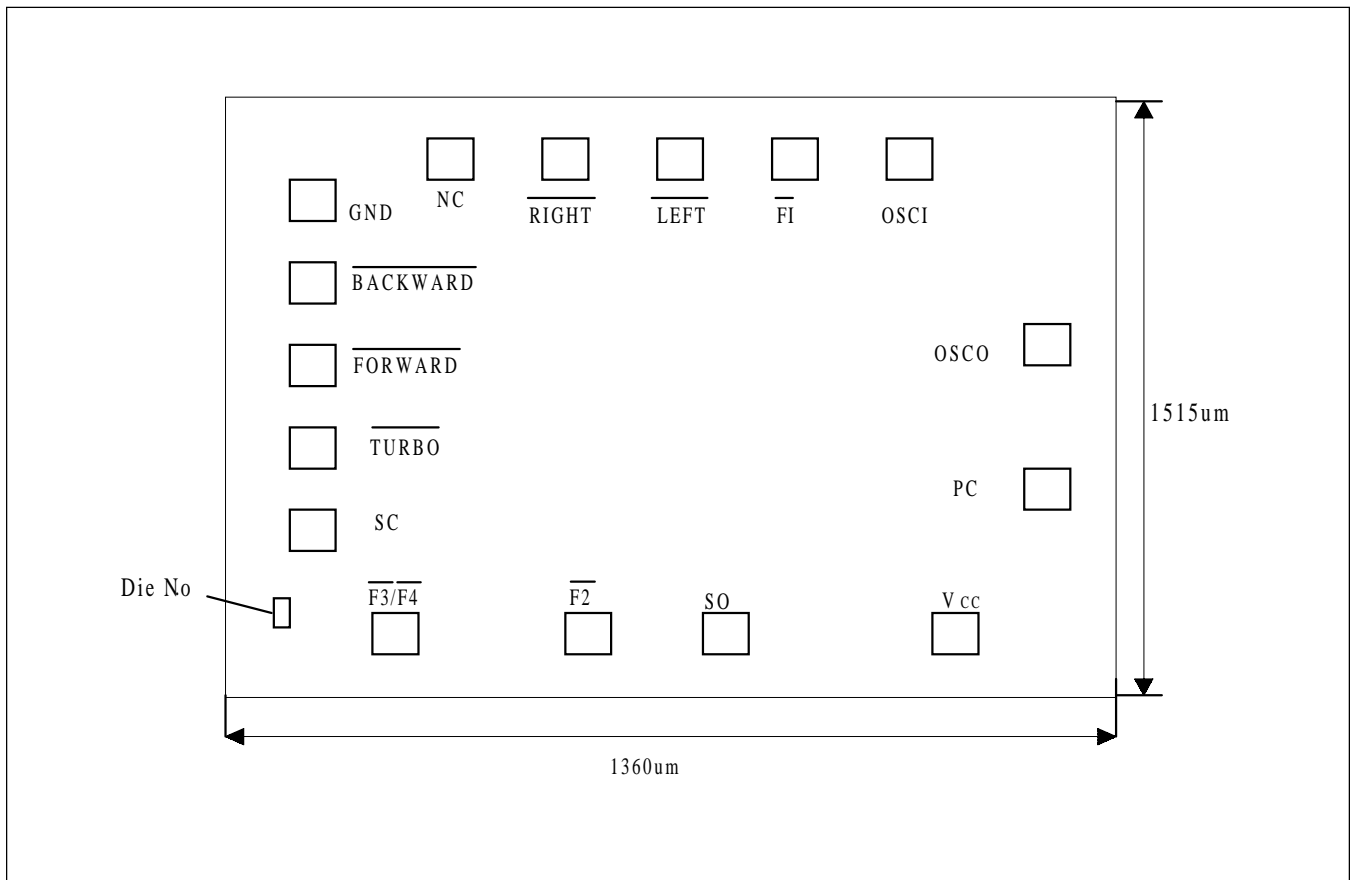 NC
GND
RIGHT
LEFT
FI
OSCI
BACKWARD
FORWARD
OSCO
1515um
TURBO
PC
SC
Die No
F3/F4
F2
SO
VCC
1360um